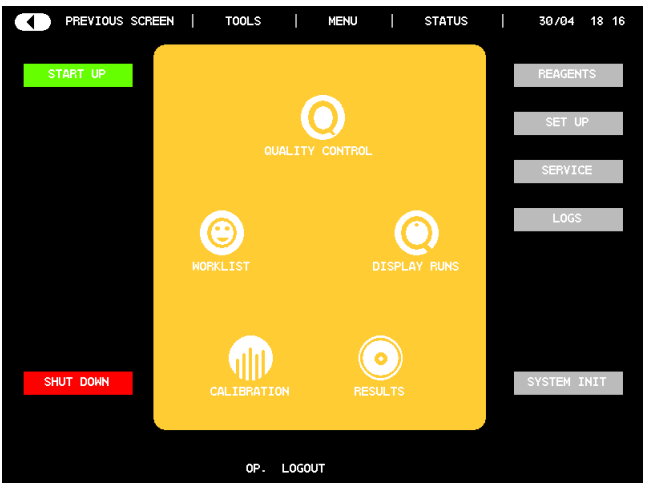 PREVIOUS SCREEN | TOOLS | MENU | STATUS | 30/04 18 16
START UP
REAGENTS
SET UP
QUALITY CONTROL
SERVICE
LOGS
WORKLIST
DISPLAY RUNS
SHUT DOWN
SYSTEM INIT
CALIBRATION
RESULTS
OP. LOGOUT